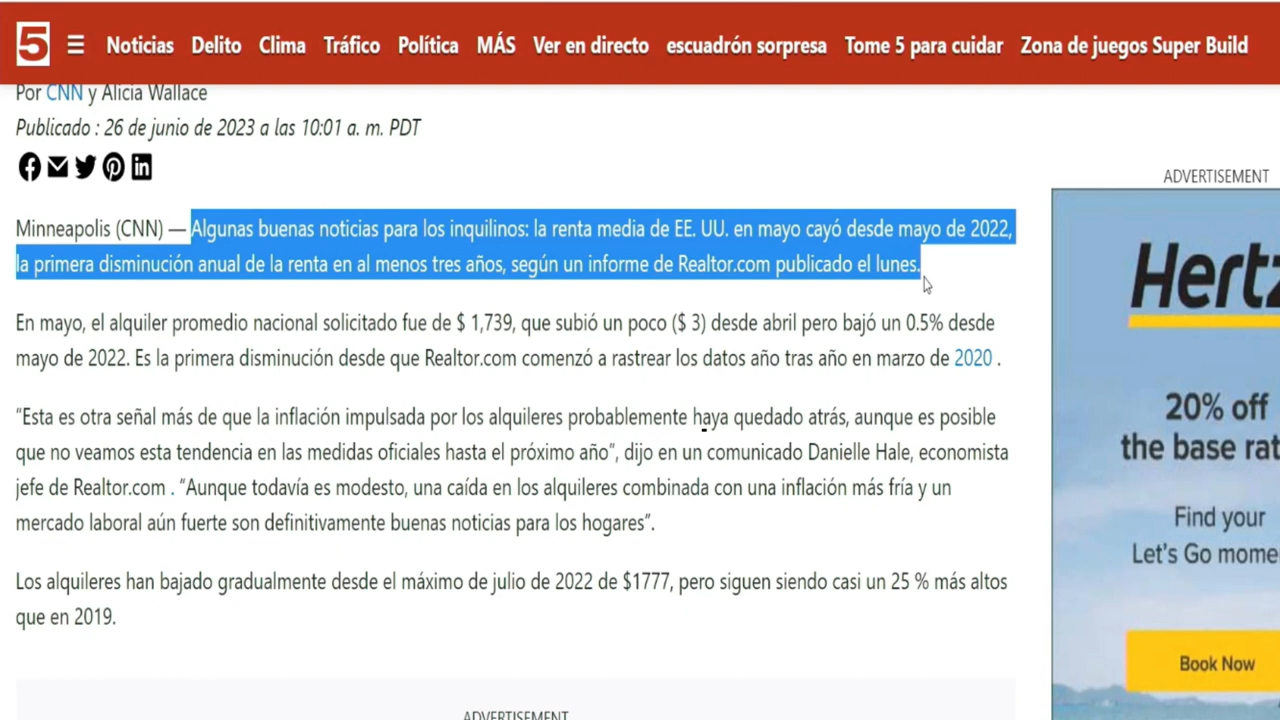 5 Noticias Delito Clima Tráfico Política MÁS Ver en directo escuadrón sorpresa Tome 5 para cuidar Zona de juegos Super Build
Por CNN y Alicia Wallace
Publicado : 26 de junio de 2023 a las 10:01 a. m. PDT
Minneapolis (CNN) — Algunas buenas noticias para los inquilinos: la renta media de EE. UU. en mayo cayó desde mayo de 2022,
la primera disminución anual de la renta en al menos tres años, según un informe de Realtor.com publicado el lunes.
En mayo, el alquiler promedio nacional solicitado fue de $ 1,739, que subió un poco ($ 3) desde abril pero bajó un 0.5% desde
mayo de 2022. Es la primera disminución desde que Realtor.com comenzó a rastrear los datos año tras año en marzo de 2020 .
“Esta es otra señal más de que la inflación impulsada por los alquileres probablemente haya quedado atrás, aunque es posible
que no veamos esta tendencia en las medidas oficiales hasta el próximo año”, dijo en un comunicado Danielle Hale, economista
jefe de Realtor.com . “Aunque todavía es modesto, una caída en los alquileres combinada con una inflación más fría y un
mercado laboral aún fuerte son definitivamente buenas noticias para los hogares”.
Los alquileres han bajado gradualmente desde el máximo de julio de 2022 de $1777, pero siguen siendo casi un 25 % más altos
que en 2019.
ADVERTISEMENT
ADVERTISEMENT
Hertz
20% off
the base rat
Find your
Let's Go mome
Book Now